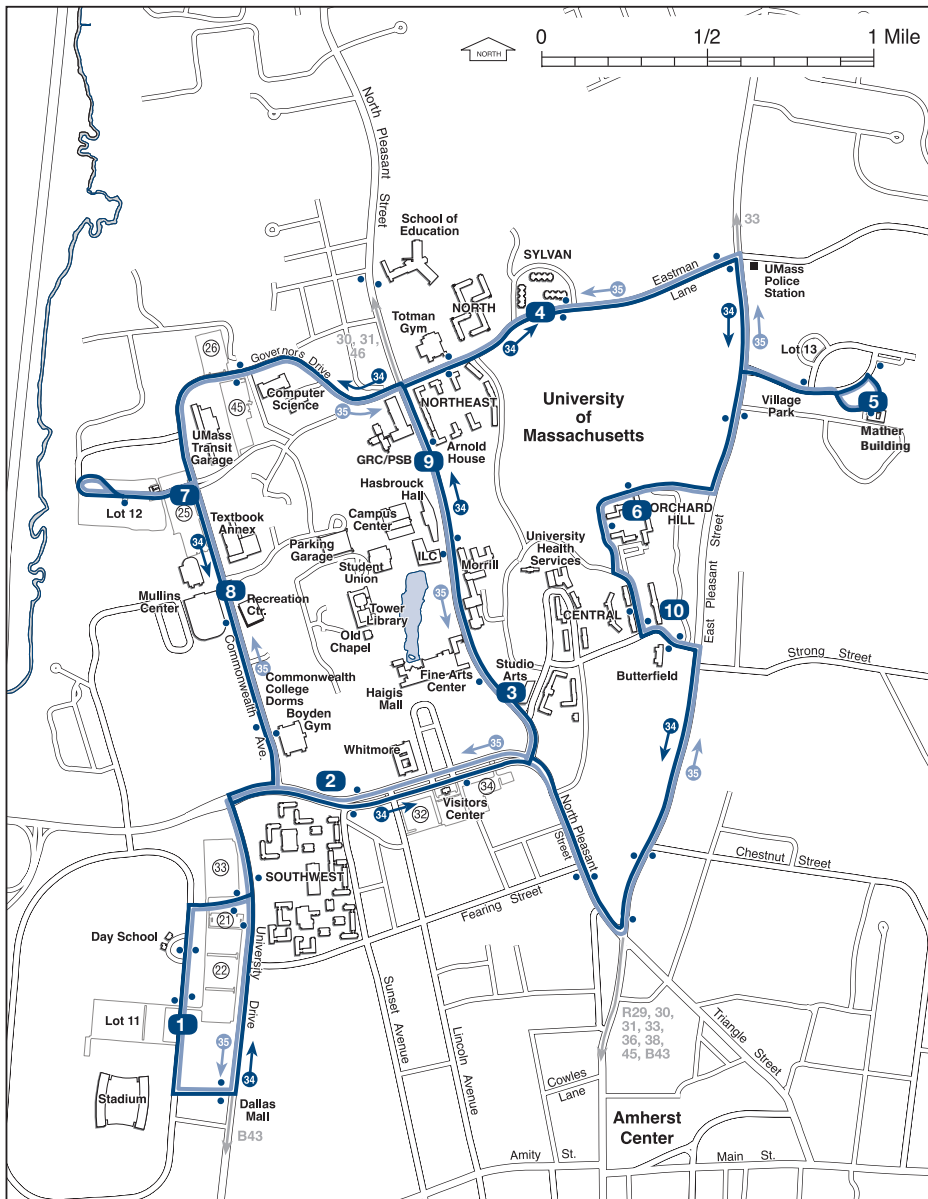 NORTH
0 1/2 1 Mile
North Pleasant Street
33
School of
Education
SYLVAN
Eastman
Lane
UMass
Police
Station
NORTH
Totman
Gym
35
4
34
34
35
30, 31,
46
26
Governors Drive
34
Lot 13
45
Computer
Science
35
NORTHEAST
University
of
Massachusetts
Village
Park
5
Mather
Building
UMass
Transit
Garage
GRC/PSB
Arnold
House
9
Hasbrouck
Hall
7
Lot 12
25
34
6
ORCHARD
HILL
Textbook
Annex
Campus
Center
34
Parking
Garage
ILC
University
Health
Services
Student
Union
Morrill
Mullins
Center
8
Recreation
Ctr.
35
Tower
Library
CENTRAL
10
East Pleasant Street
Old
Chapel
35
Strong Street
Commonwealth
Ave.
Commonwealth
College
Dorms
Fine Arts
Center
Studio
Arts
3
Butterfield
Haigis
Mall
Boyden
Gym
Whitmore
35
34
35
2
34
Visitors
Center
34
32
North Pleasant
Street
Chestnut Street
33
SOUTHWEST
Fearing Street
21
Day School
22
University Drive
Sunset Avenue
Lincoln Avenue
Lot 11
1
35
34
R29, 30,
31, 33,
36, 38,
45, B43
Triangle Street
Cowles
Lane
Stadium
Dallas
Mall
B43
Amherst
Center
Amity St.
Main St.